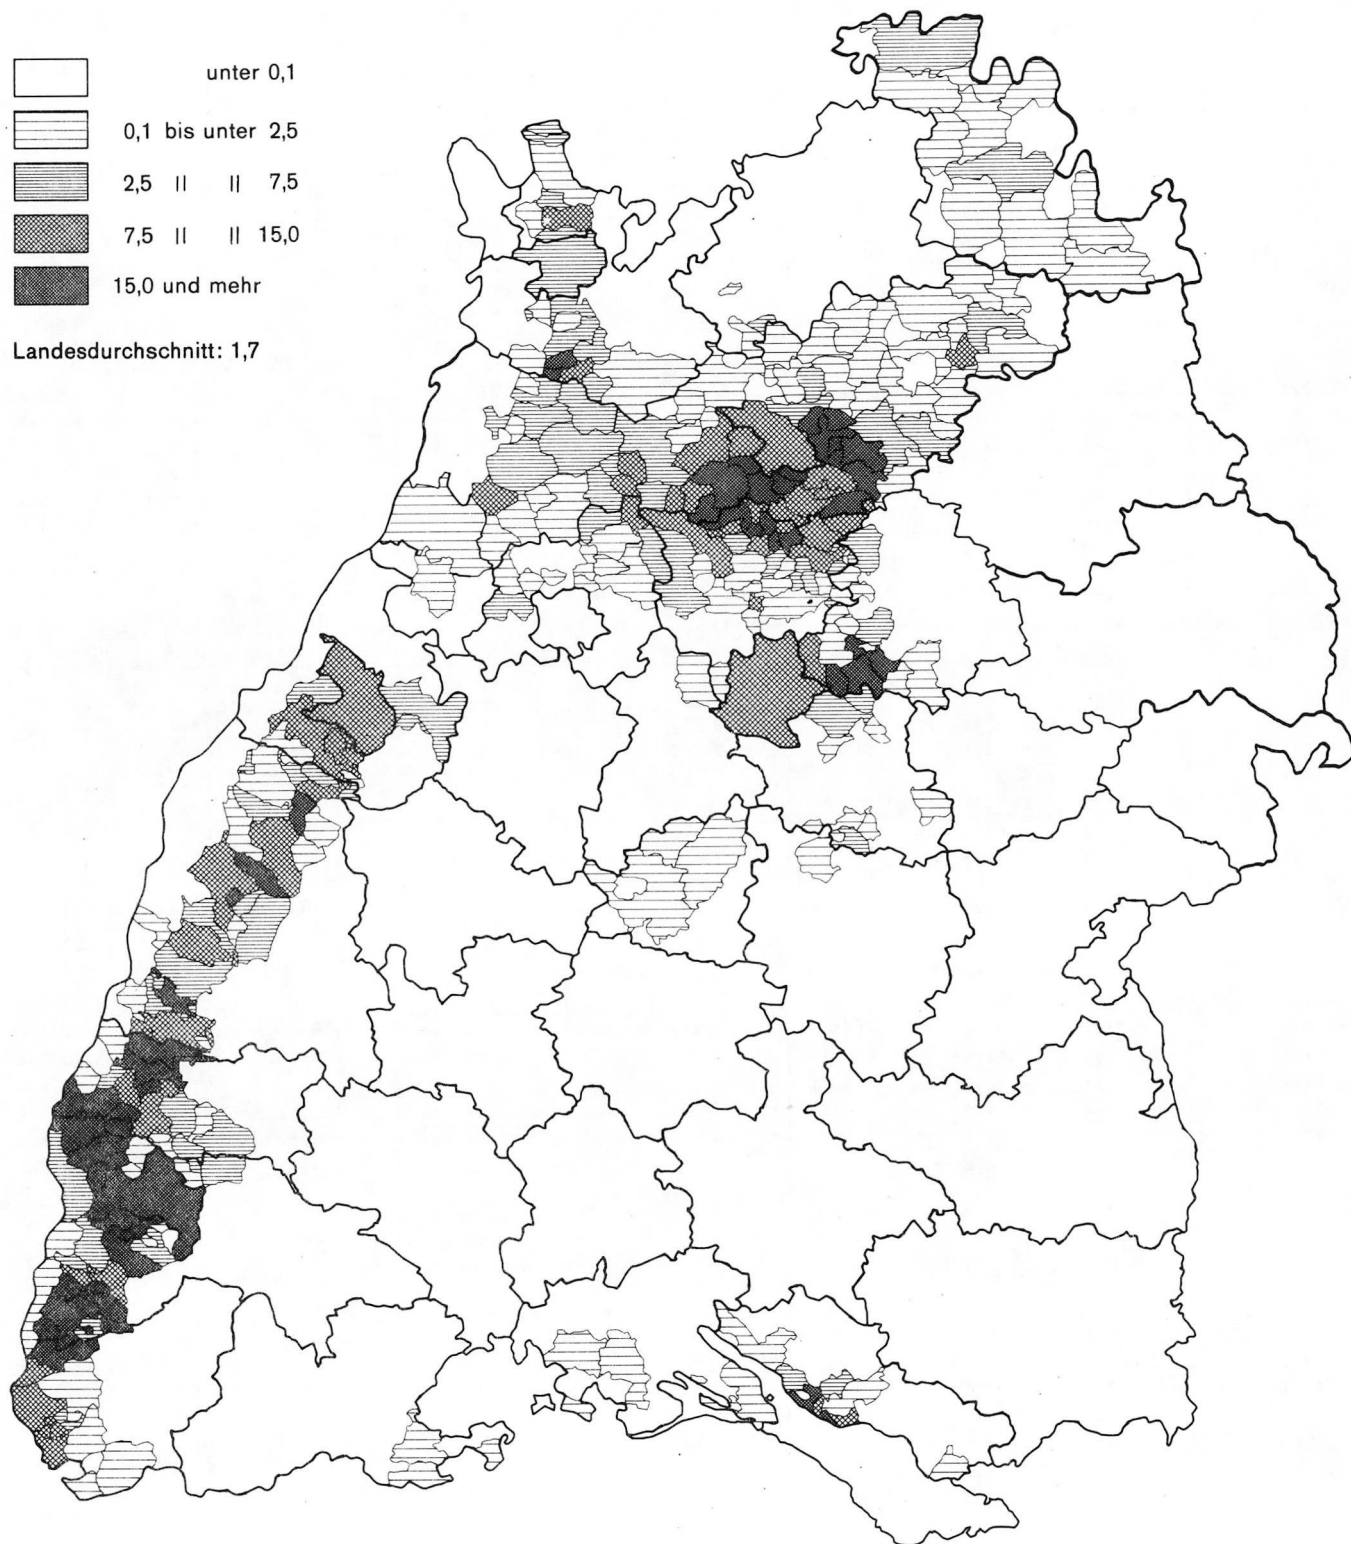 unter 0,1
0,1 bis unter 2,5
2,5 " " 7,5
7,5 " " 15,0
15,0 und mehr
Landesdurchschnitt: 1,7